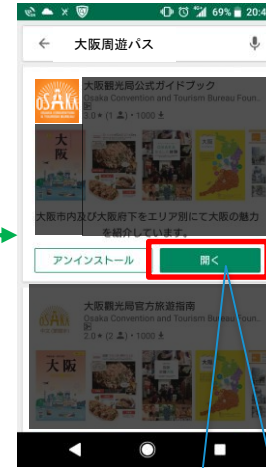 69% 20:4
大阪周遊パス
大阪観光局公式ガイドブック
Osaka Convention and Tourism Bureau Foun..
3.0★ (1 ) • 1000
OSAKA
大阪
大阪市内及び大阪府下をエリア別にて大阪の魅力
を紹介しています。
アンインストール
開く
大阪観光局官方旅遊指南
Osaka Convention and Tourism Bureau Foun..
2.0★ (2 ) • 1000
大阪